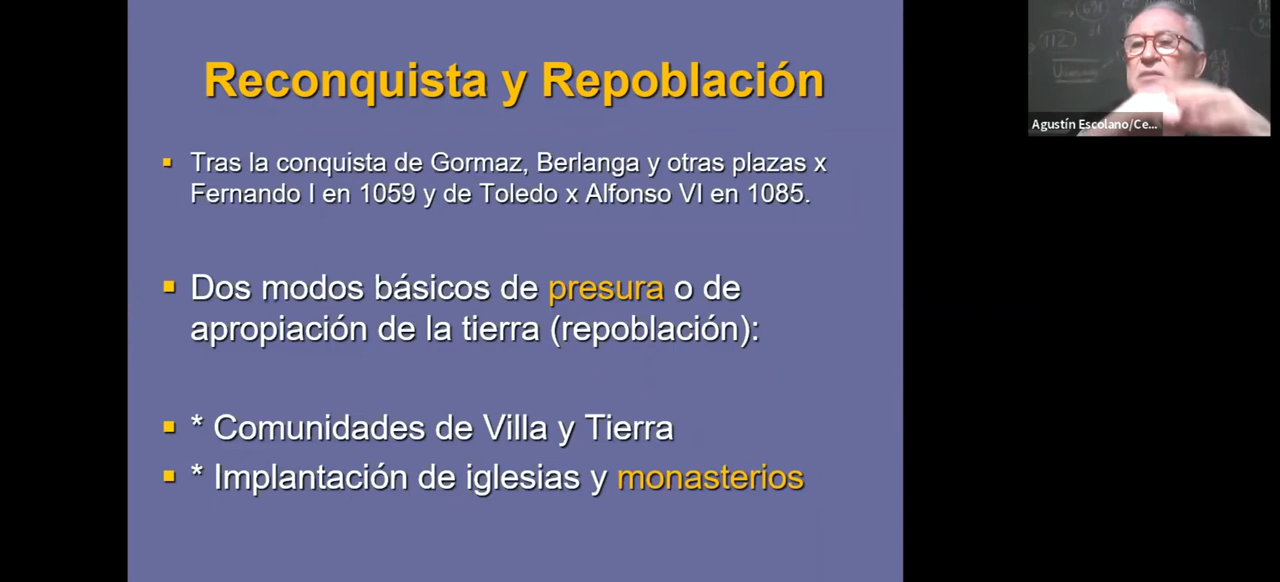 Reconquista y Repoblación
Tras la conquista de Gormaz, Berlanga y otras plazas x
Fernando I en 1059 y de Toledo x Alfonso VI en 1085.
Dos modos básicos de presura o de
apropiación de la tierra (repoblación):
* Comunidades de Villa y Tierra
* Implantación de iglesias y monasterios
Agustín Escolano/Ce...